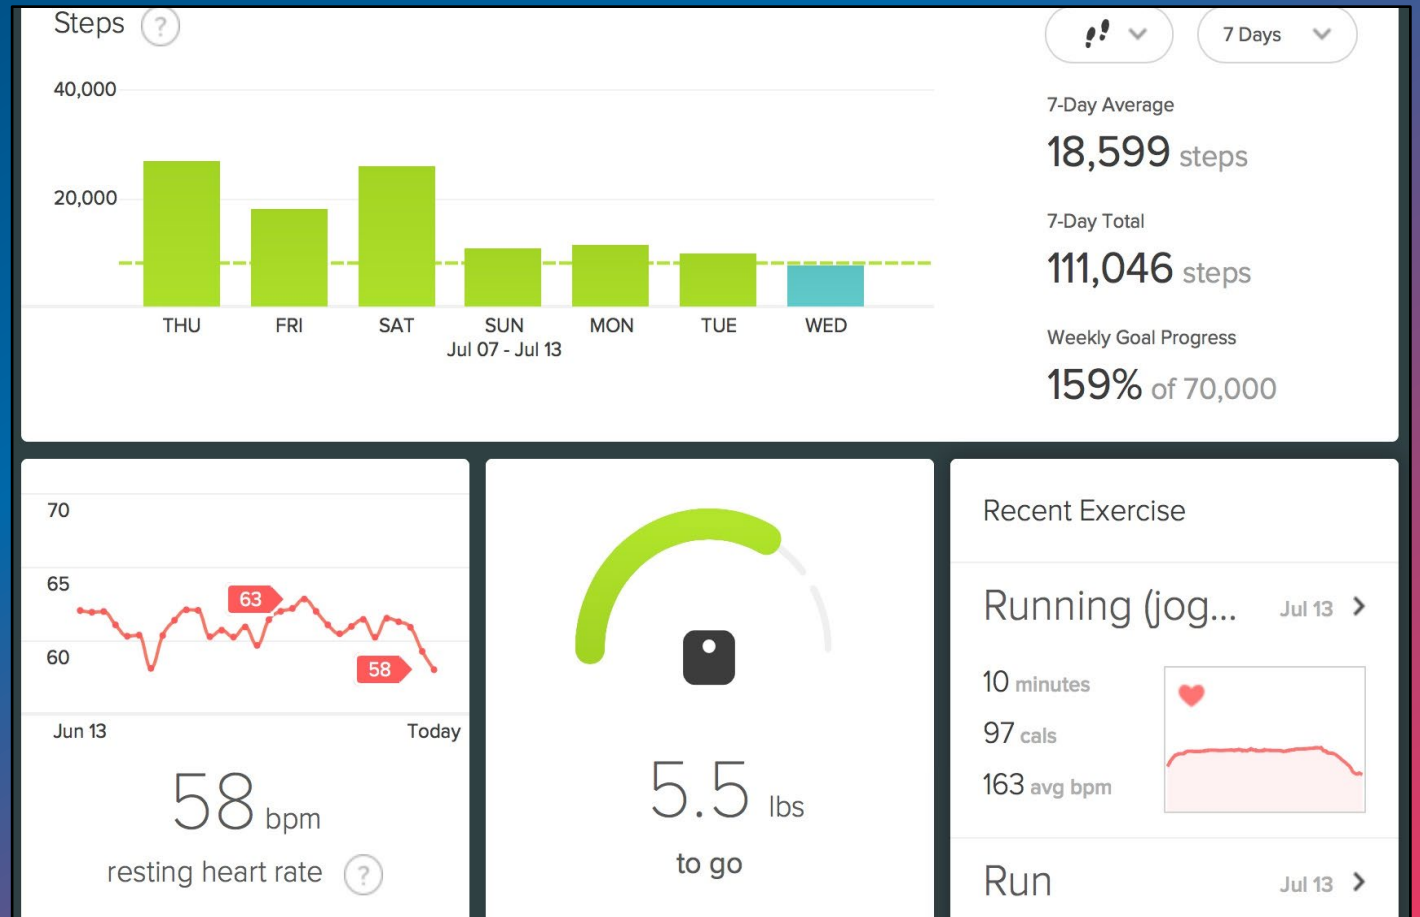 Steps ?
7 Days
40,000
20,000
THU FRI SAT SUN MON TUE WED
Jul 07 - Jul 13
7-Day Average
18,599 steps
7-Day Total
111,046 steps
Weekly Goal Progress
159% of 70,000
70
65
60
63
58
Jun 13 Today
58 bpm
resting heart rate ?
5.5 lbs
to go
Recent Exercise
Running (jog... Jul 13
10 minutes
97 cals
163 avg bpm
Run Jul 13